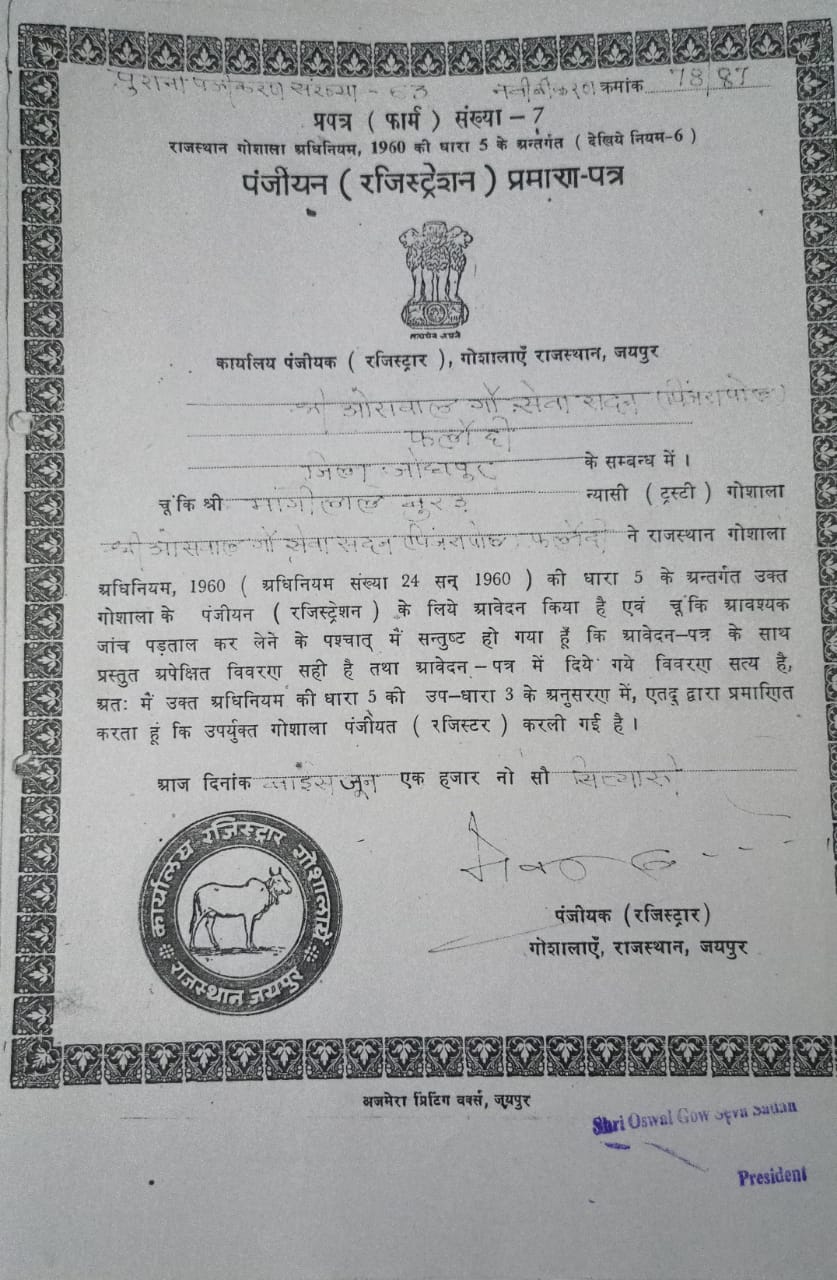 पुराना पंजीकरण संख्या - 63 नवीनीकरण क्रमांक 78/87
प्रपत्र ( फार्म ) संख्या - 7
राजस्थान गोशाला अधिनियम, 1960 की धारा 5 के अन्तर्गत ( देखिये नियम-6 )
पंजीयन ( रजिस्ट्रेशन ) प्रमाण-पत्र
सत्यमेव जयते
कार्यालय पंजीयक ( रजिस्ट्रार ), गोशालाएँ राजस्थान, जयपुर
श्री ओसवाल गौ सेवा सदन (पिंजरापोल)
फलौदी
जिला - जोधपुर के सम्बन्ध में ।
चूंकि श्री मांगीलाल न्यासी ( ट्रस्टी ) गोशाला
श्री ओसवाल गौ सेवा सदन पिंजरापोल, फलौदी ने राजस्थान गोशाला
अधिनियम, 1960 ( अधिनियम संख्या 24 सन् 1960 ) की धारा 5 के अन्तर्गत उक्त
गोशाला के पंजीयन ( रजिस्ट्रेशन ) के लिये आवेदन किया है एवं चूंकि आवश्यक
जांच पड़ताल कर लेने के पश्चात् मैं सन्तुष्ट हो गया हूँ कि आवेदन-पत्र के साथ
प्रस्तुत अपेक्षित विवरण सही है तथा आवेदन - पत्र में दिये गये विवरण सत्य है,
अतः मैं उक्त अधिनियम की धारा 5 की उप-धारा 3 के अनुसरण में, एतद् द्वारा प्रमाणित
करता हूं कि उपर्युक्त गोशाला पंजीयत ( रजिस्टर ) करली गई है ।
आज दिनांक बाईस जून एक हजार नो सौ सित्यासी
कार्यालय रजिस्ट्रार गोशालायें
राजस्थान जयपुर
पंजीयक (रजिस्ट्रार)
गोशालाएँ, राजस्थान, जयपुर
अजमेरा प्रिटिंग वर्क्स, जयपुर
Shri Oswal Gow Seva Sadan
President